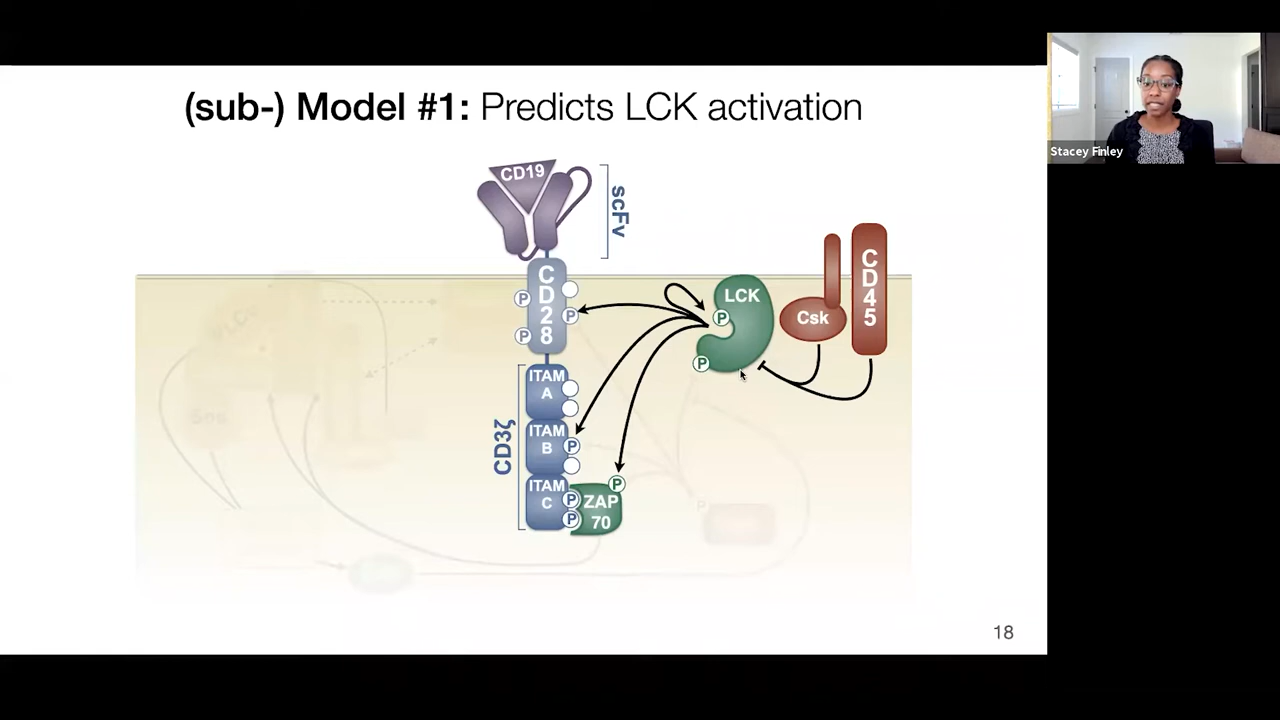 (sub-) Model #1: Predicts LCK activation
Stacey Finley
CD19
scFv
CD28
P
P
P
LCK
P
P
Csk
CD45
CD3ζ
ITAM
A
ITAM
B
P
ITAM
C
P
P
ZAP
70
P
18